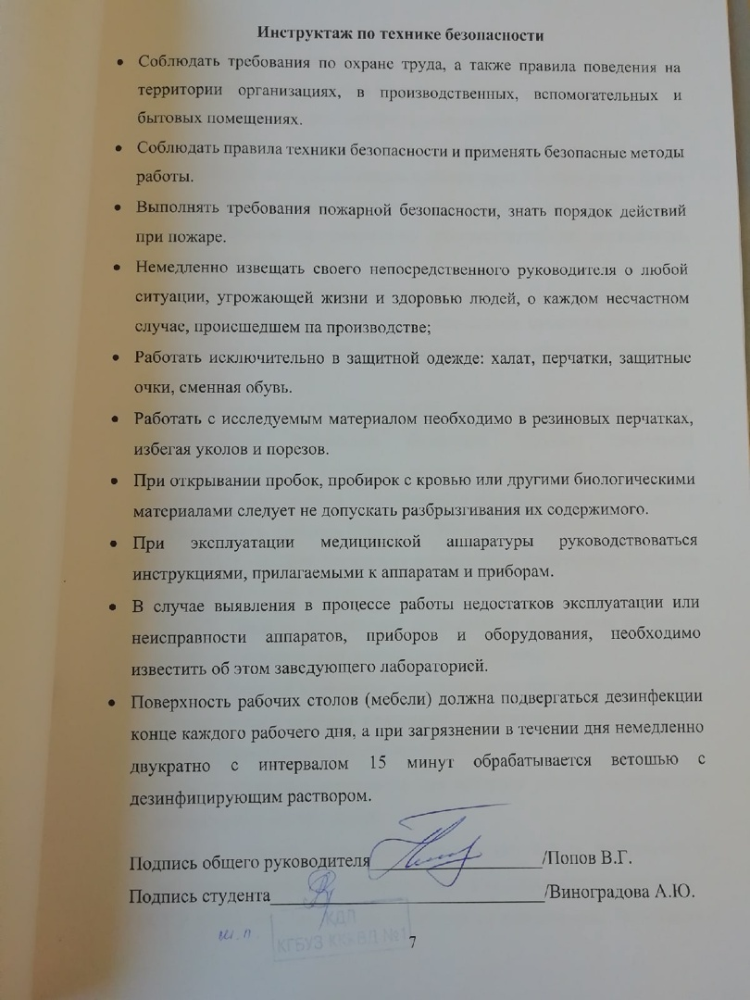 Инструктаж по технике безопасности
• Соблюдать требования по охране труда, а также правила поведения на
территории организациях, в производственных, вспомогательных и
бытовых помещениях.
• Соблюдать правила техники безопасности и применять безопасные методы
работы.
• Выполнять требования пожарной безопасности, знать порядок действий
при пожаре.
• Немедленно извещать своего непосредственного руководителя о любой
ситуации, угрожающей жизни и здоровью людей, о каждом несчастном
случае, происшедшем на производстве;
• Работать исключительно в защитной одежде: халат, перчатки, защитные
очки, сменная обувь.
• Работать с исследуемым материалом необходимо в резиновых перчатках,
избегая уколов и порезов.
• При открывании пробок, пробирок с кровью или другими биологическими
материалами следует не допускать разбрызгивания их содержимого.
• При эксплуатации медицинской аппаратуры руководствоваться
инструкциями, прилагаемыми к аппаратам и приборам.
• В случае выявления в процессе работы недостатков эксплуатации или
неисправности аппаратов, приборов и оборудования, необходимо
известить об этом заведующего лабораторией.
• Поверхность рабочих столов (мебели) должна подвергаться дезинфекции
конце каждого рабочего дня, а при загрязнении в течении дня немедленно
двукратно с интервалом 15 минут обрабатывается ветошью с
дезинфицирующим раствором.
Подпись общего руководителя /Попов В.Г.
Подпись студента /Виноградова А.Ю.
м.п.
КДЛ
КГБУЗ ККВД №1
7